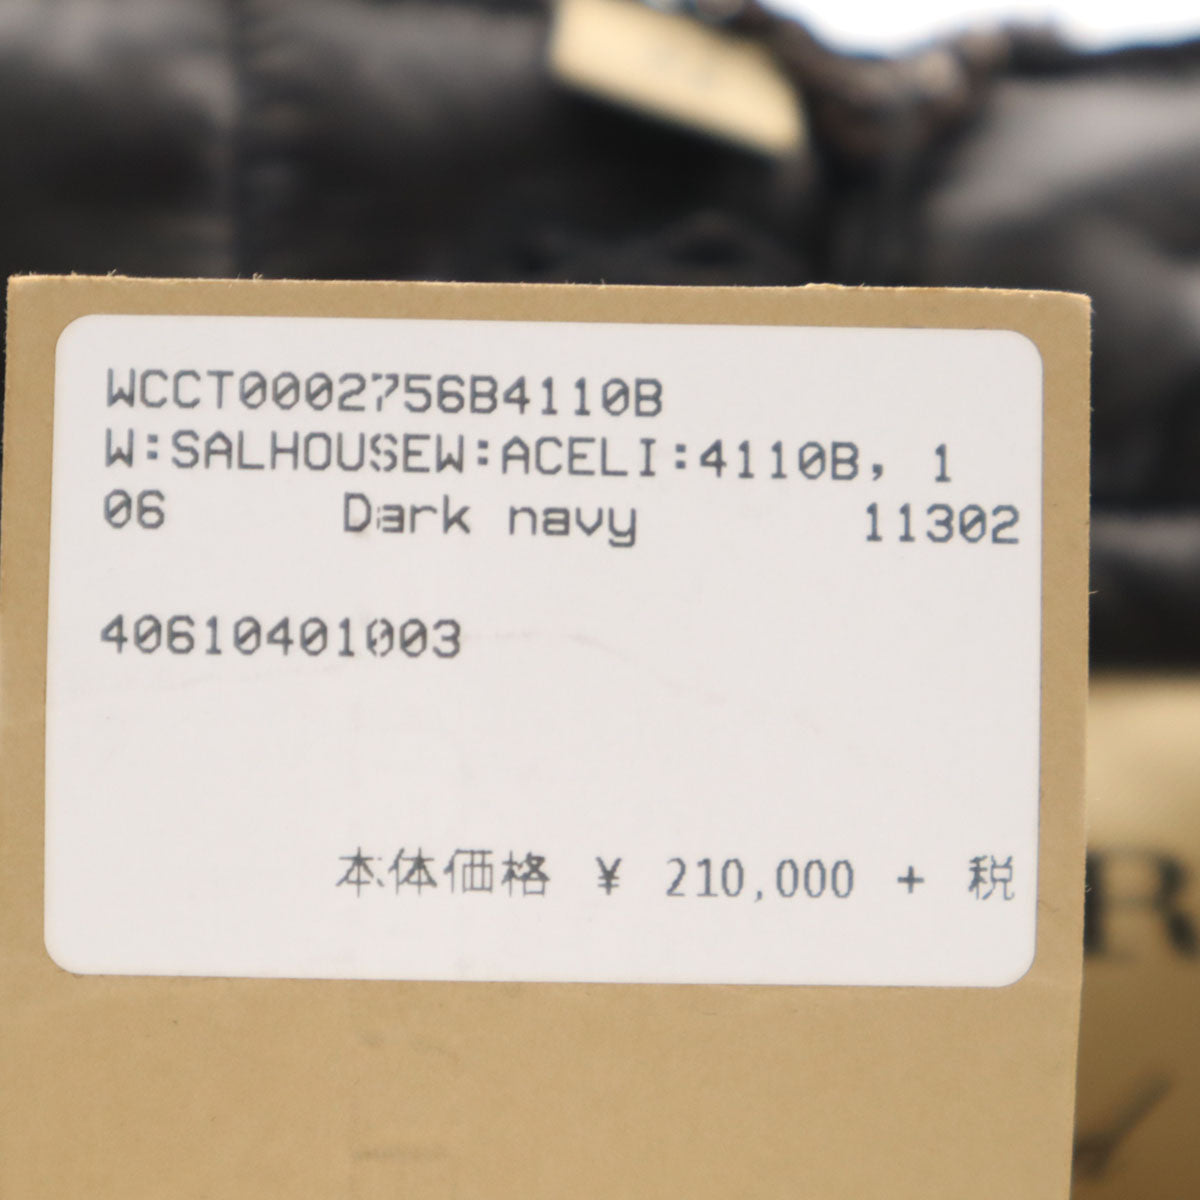 WCCT0002756B4110B
W:SALHOUSEW:ACELI:4110B, 1
06 Dark navy 11302
40610401003
本体価格 ¥ 210,000 + 税
R